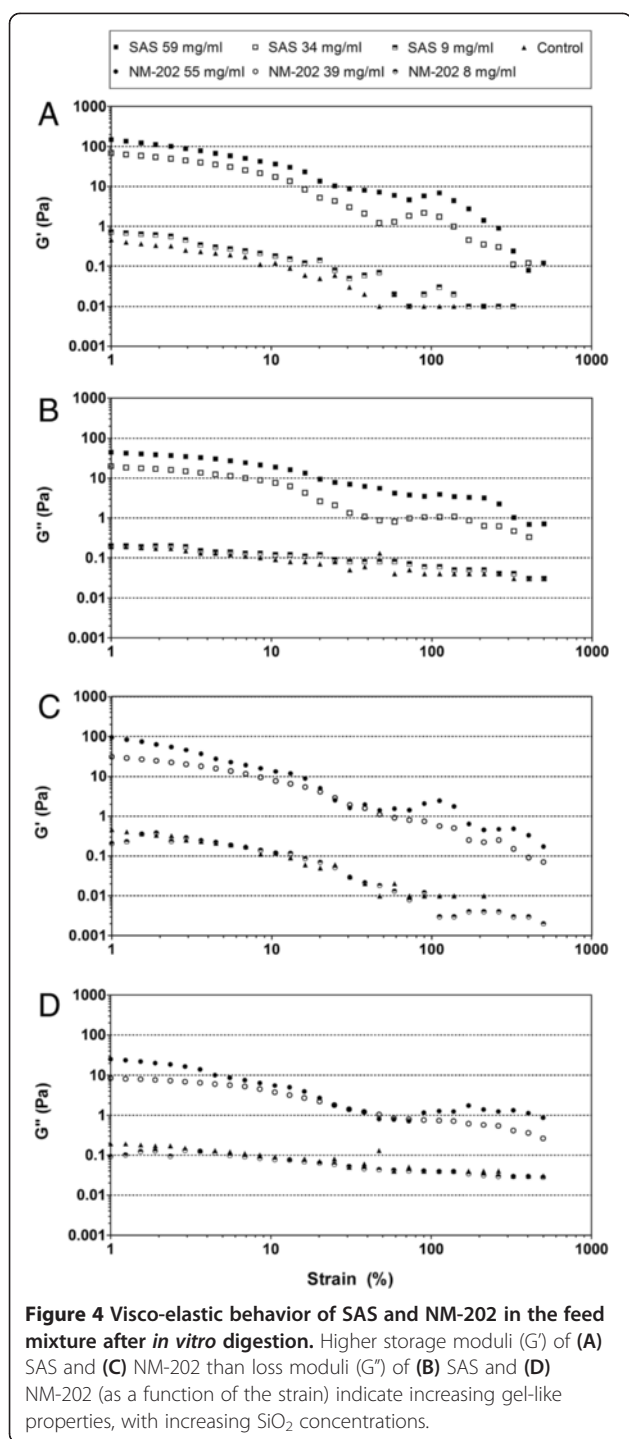 SAS 59 mg/ml SAS 34 mg/ml SAS 9 mg/ml Control
NM-202 55 mg/ml NM-202 39 mg/ml NM-202 8 mg/ml
A
G' (Pa)
1000
100
10
1
0.1
0.01
0.001
1 10 100 1000
B
G'' (Pa)
1000
100
10
1
0.1
0.01
0.001
1 10 100 1000
C
G' (Pa)
1000
100
10
1
0.1
0.01
0.001
1 10 100 1000
D
G'' (Pa)
1000
100
10
1
0.1
0.01
0.001
1 10 100 1000
Strain (%)
Figure 4 Visco-elastic behavior of SAS and NM-202 in the feed
mixture after in vitro digestion. Higher storage moduli (G') of (A)
SAS and (C) NM-202 than loss moduli (G") of (B) SAS and (D)
NM-202 (as a function of the strain) indicate increasing gel-like
properties, with increasing SiO₂ concentrations.